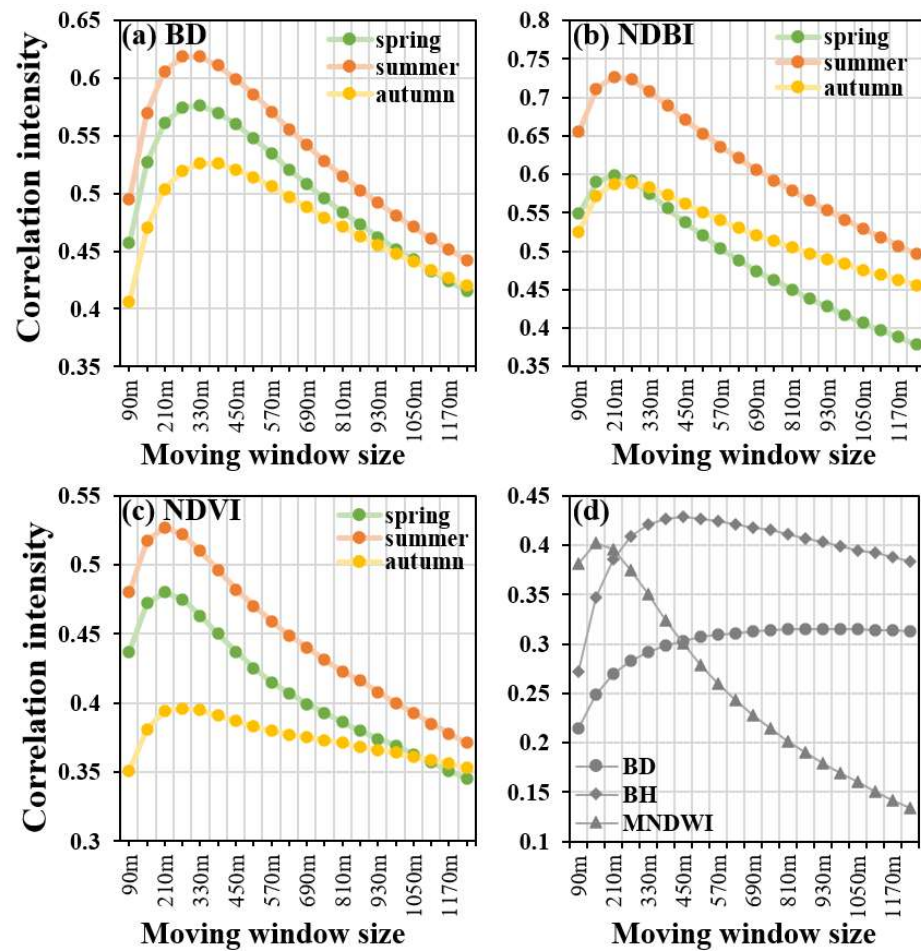 (a) BD
spring
summer
autumn
0.65
0.6
0.55
0.5
0.45
0.4
0.35
Correlation intensity
90m
210m
330m
450m
570m
690m
810m
930m
1050m
1170m
Moving window size
(b) NDBI
spring
summer
autumn
0.8
0.75
0.7
0.65
0.6
0.55
0.5
0.45
0.4
0.35
90m
210m
330m
450m
570m
690m
810m
930m
1050m
1170m
Moving window size
(c) NDVI
spring
summer
autumn
0.55
0.5
0.45
0.4
0.35
0.3
Correlation intensity
90m
210m
330m
450m
570m
690m
810m
930m
1050m
1170m
Moving window size
(d)
0.45
0.4
0.35
0.3
0.25
0.2
0.15
0.1
BD
BH
MNDWI
90m
210m
330m
450m
570m
690m
810m
930m
1050m
1170m
Moving window size